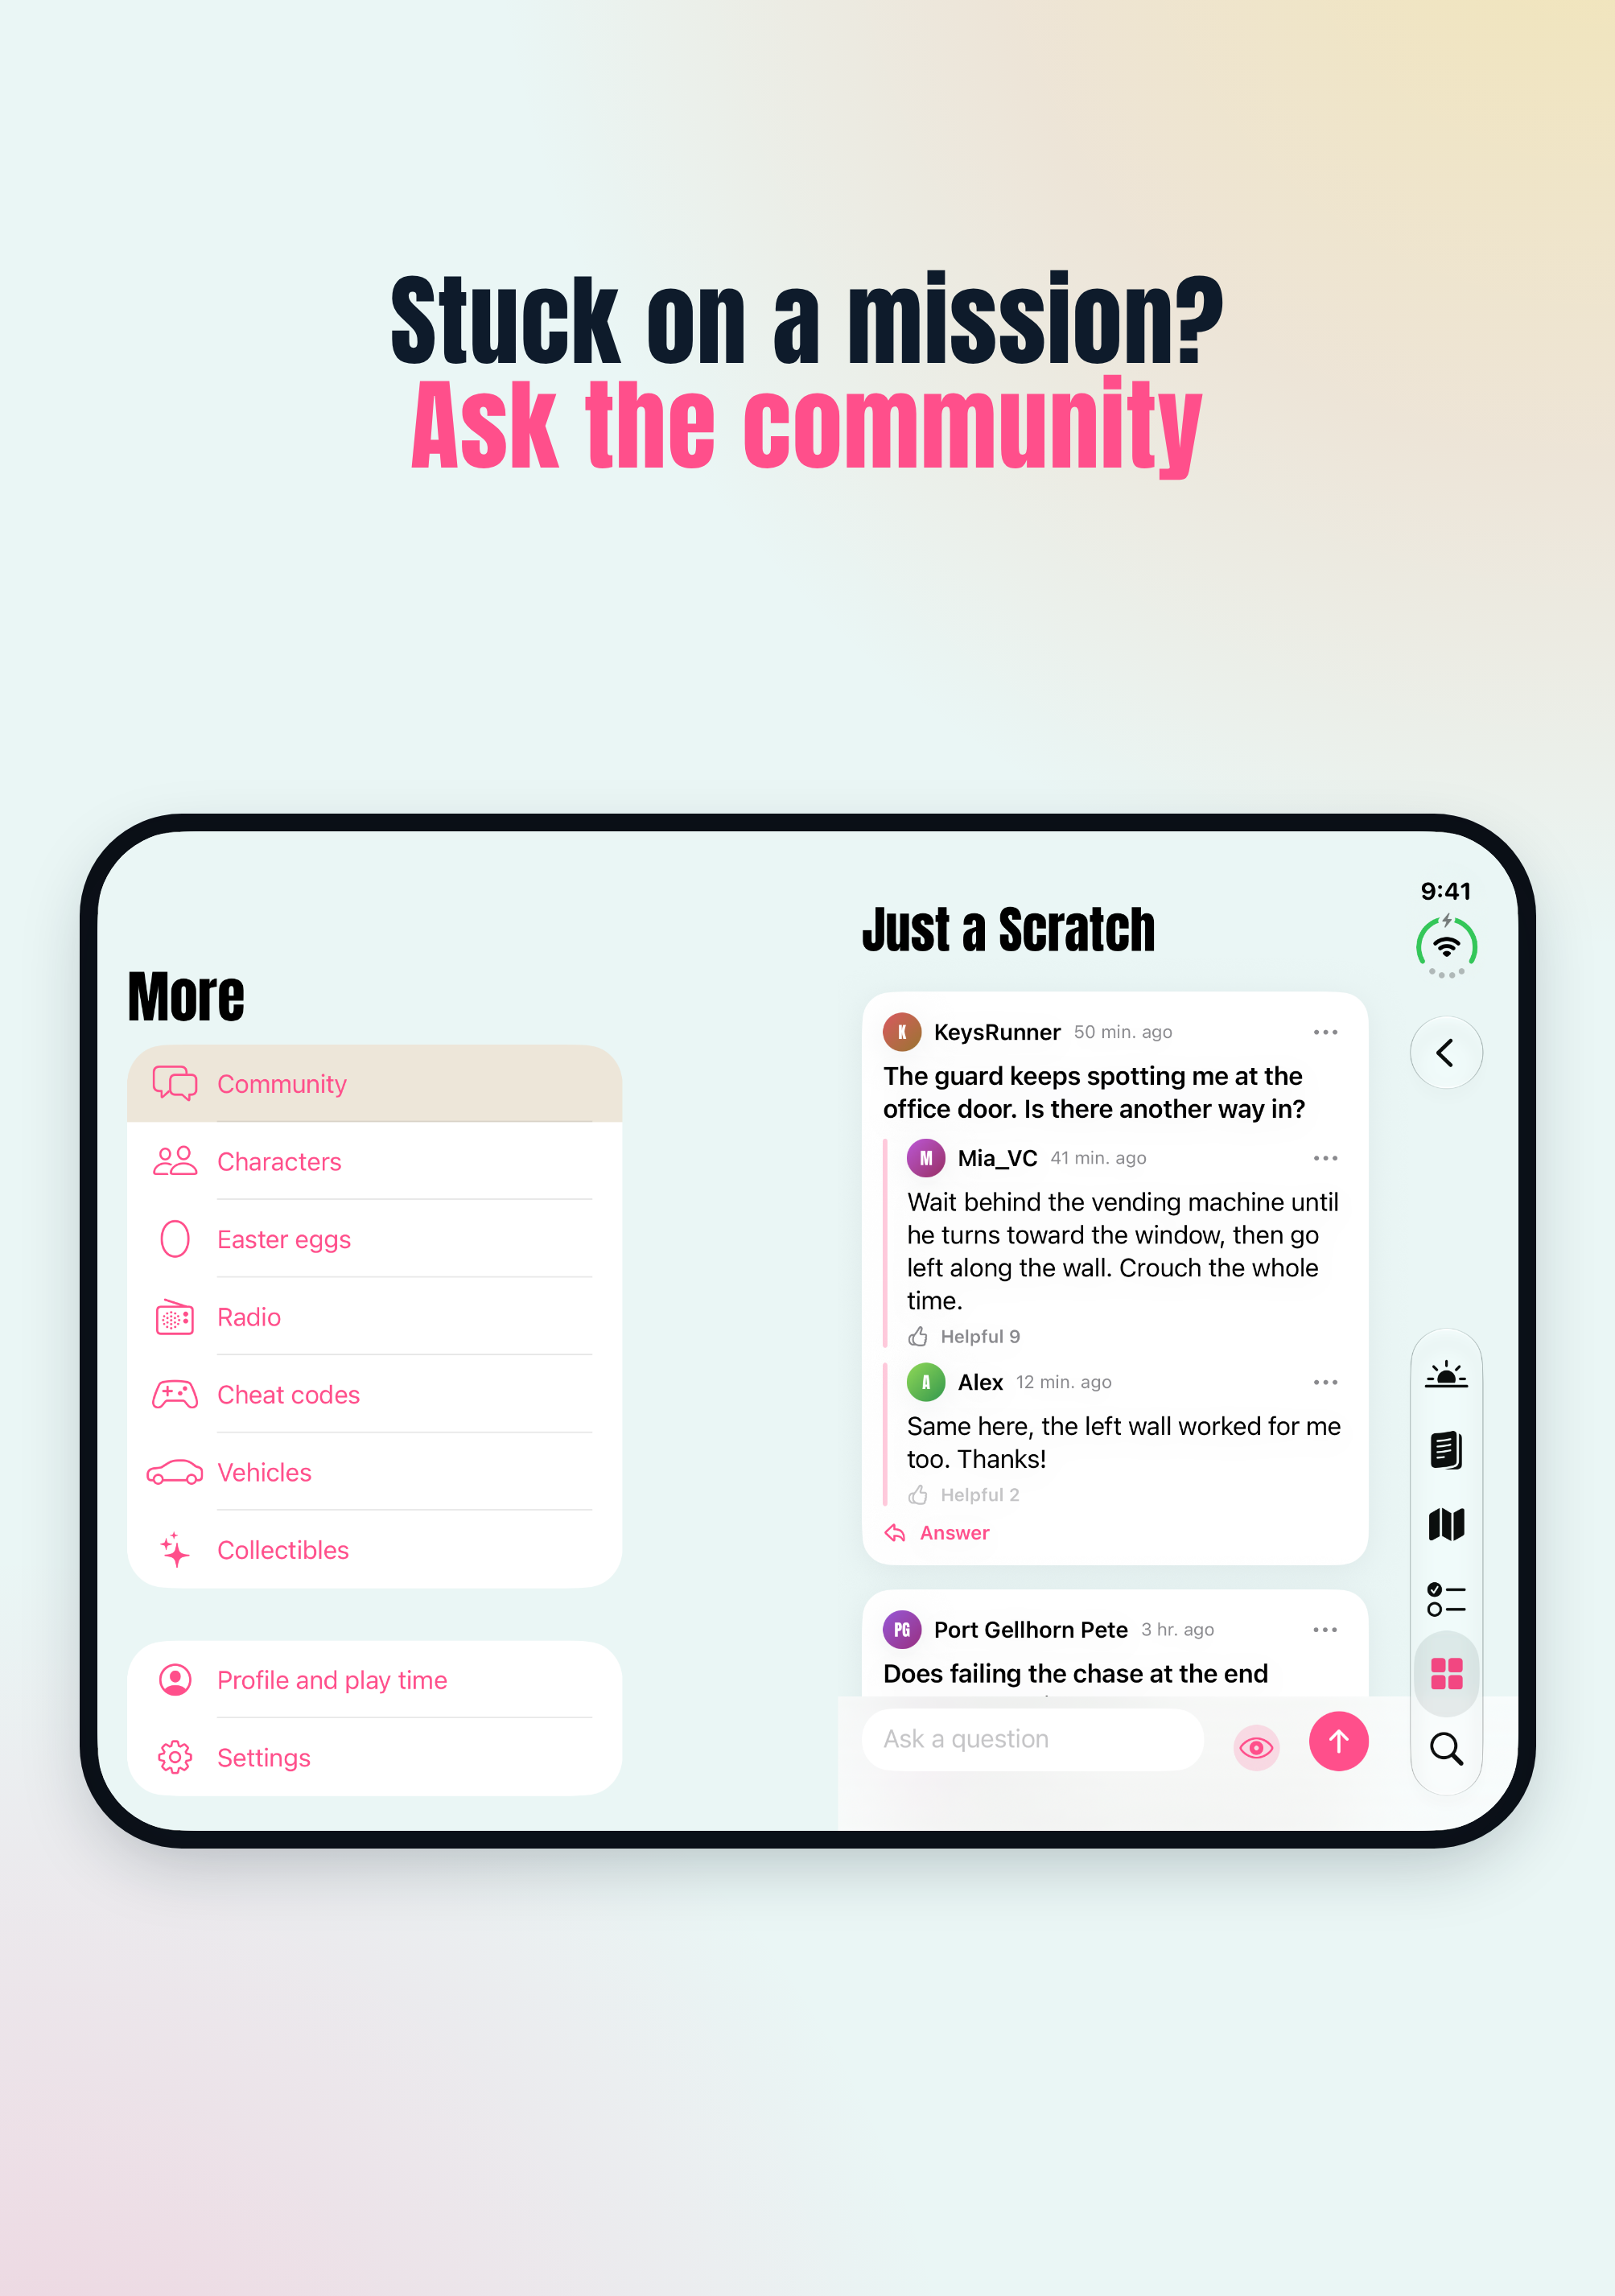 Stuck on a mission?
Ask the community
More
Community
Characters
Easter eggs
Radio
Cheat codes
Vehicles
Collectibles
Profile and play time
Settings
Just a Scratch
K
KeysRunner 50 min. ago
The guard keeps spotting me at the
office door. Is there another way in?
M
Mia_VC 41 min. ago
Wait behind the vending machine until
he turns toward the window, then go
left along the wall. Crouch the whole
time.
Helpful 9
A
Alex 12 min. ago
Same here, the left wall worked for me
too. Thanks!
Helpful 2
Answer
PG
Port Gellhorn Pete 3 hr. ago
Does failing the chase at the end
Ask a question
9:41